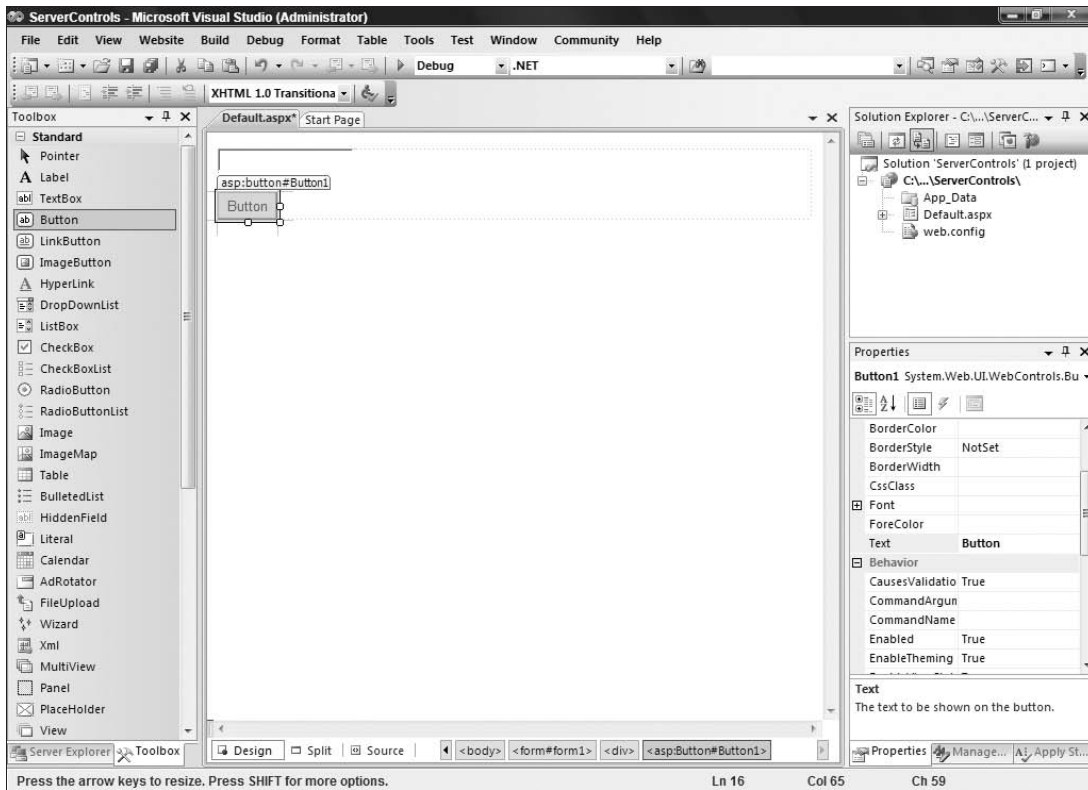 ServerControls - Microsoft Visual Studio (Administrator)
File Edit View Website Build Debug Format Table Tools Test Window Community Help
Debug .NET
XHTML 1.0 Transitiona
Toolbox
Standard
Pointer
A Label
abl TextBox
ab Button
ab LinkButton
ImageButton
A HyperLink
DropDownList
ListBox
CheckBox
CheckBoxList
RadioButton
RadioButtonList
Image
ImageMap
Table
BulletedList
abl HiddenField
Literal
Calendar
AdRotator
FileUpload
Wizard
Xml
MultiView
Panel
PlaceHolder
View
Server Explorer Toolbox
Default.aspx* Start Page
asp:button#Button1
Button
Design Split Source <body> <form#form1> <div> <asp:Button#Button1>
Solution Explorer - C:\...\ServerC...
Solution 'ServerControls' (1 project)
C:\...\ServerControls\
App_Data
Default.aspx
web.config
Properties
Button1 System.Web.UI.WebControls.Bu
BorderColor
BorderStyle NotSet
BorderWidth
CssClass
Font
ForeColor
Text Button
Behavior
CausesValidatio True
CommandArgun
CommandName
Enabled True
EnableTheming True
Text
The text to be shown on the button.
Properties Manage... Apply St...
Press the arrow keys to resize. Press SHIFT for more options. Ln 16 Col 65 Ch 59